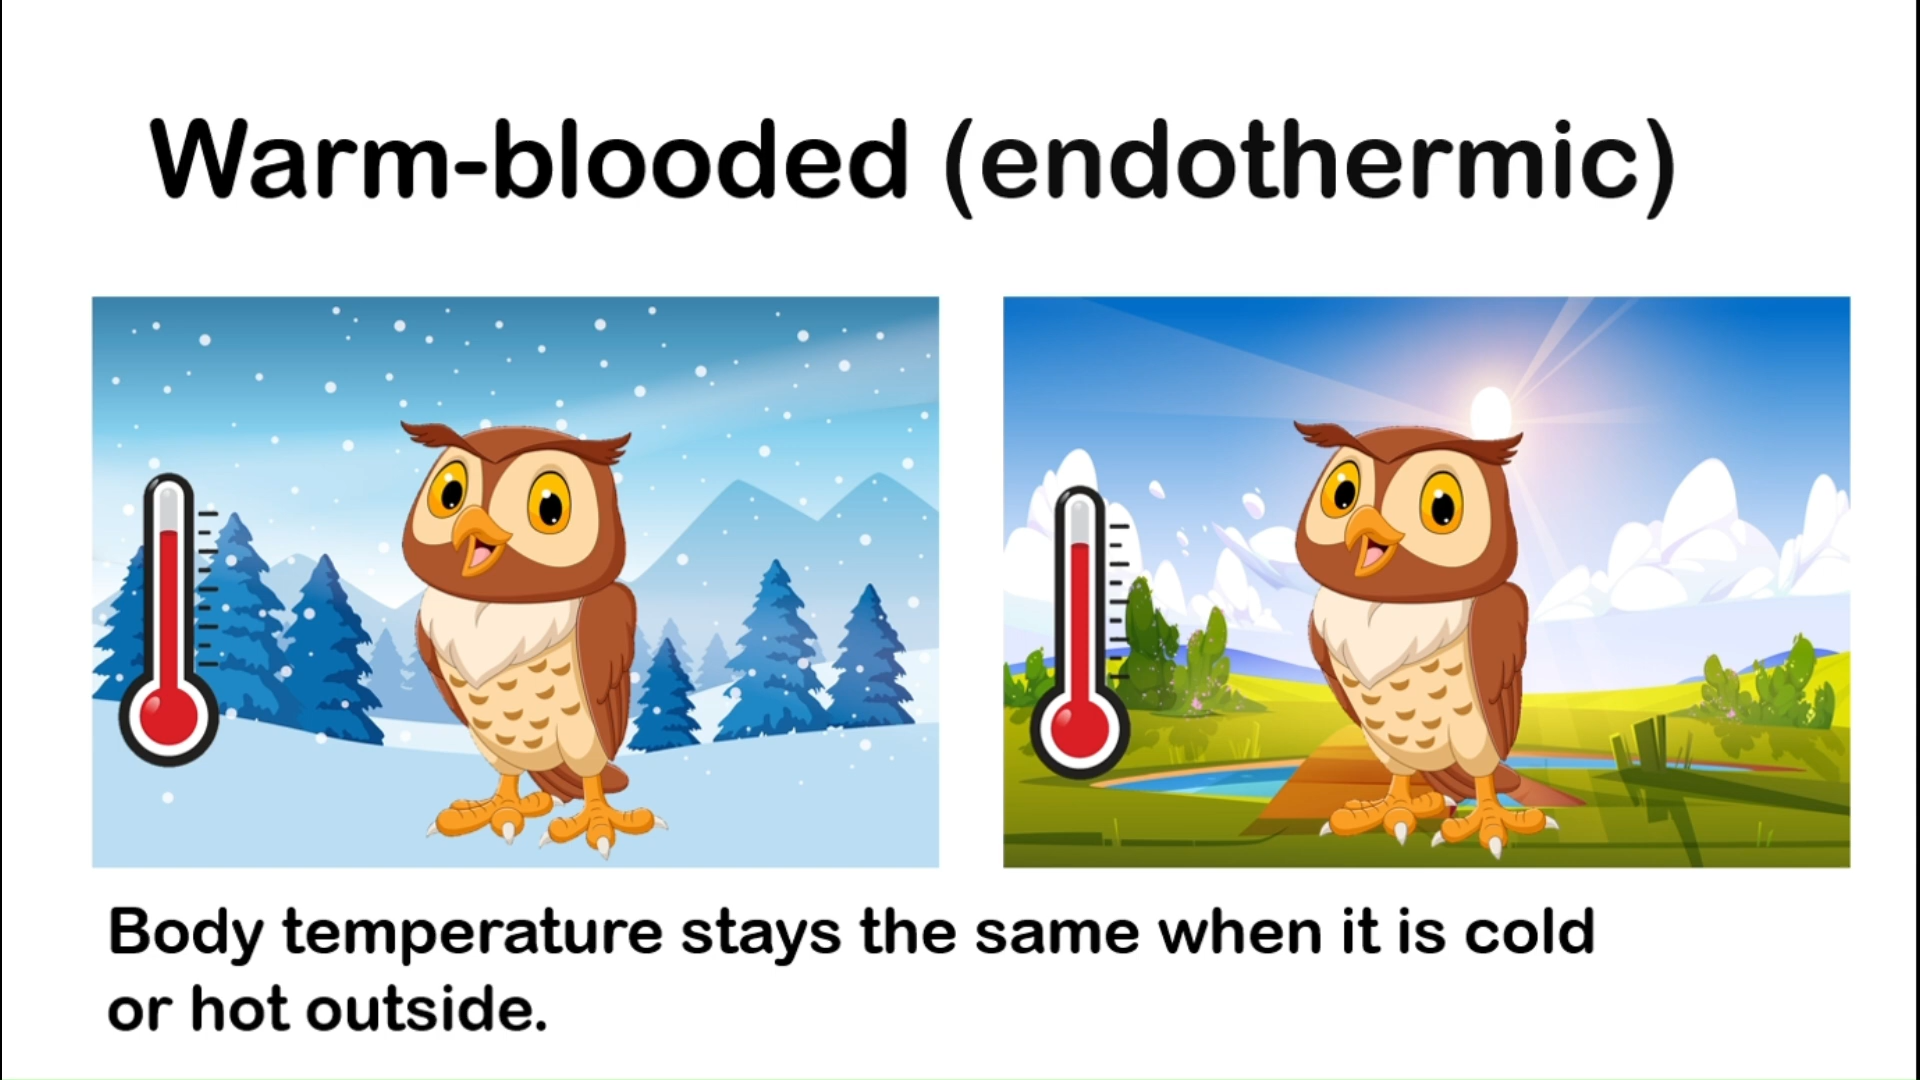 Warm-blooded (endothermic)
Body temperature stays the same when it is cold
or hot outside.